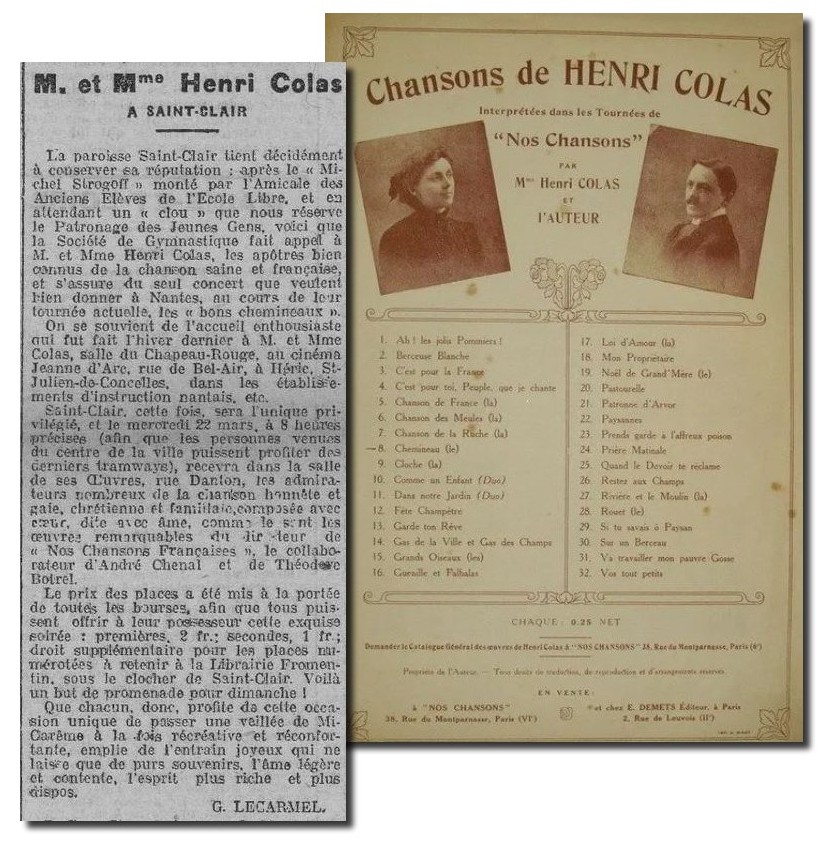 M. et Mme Henri Colas
A SAINT-CLAIR
La paroisse Saint-Clair tient décidément
à conserver sa réputation : après le « Mi-
chel Strogoff » monté par l'Amicale des
Anciens Elèves de l'Ecole Libre, et en
attendant un « clou » que nous réserve
le Patronage des Jeunes Gens, voici que
la Société de Gymnastique fait appel à
M. et Mme Henri Colas, les apôtres bien
connus de la chanson saine et française,
et s'assure du seul concert que veulent
bien donner à Nantes, au cours de leur
tournée actuelle, les « bons chemineaux ».
On se souvient de l'accueil enthousiaste
qui fut fait l'hiver dernier à M. et Mme
Colas, salle du Chapeau-Rouge, au cinéma
Jeanne d'Arc, rue de Bel-Air, à Héric, St-
Julien-de-Concelles, dans les établisse-
ments d'instruction nantais, etc.
Saint-Clair, cette fois, sera l'unique pri-
vilégié, et le mercredi 22 mars, à 8 heures
précises (afin que les personnes venues
du centre de la ville puissent profiter des
derniers tramways), recevra dans la salle
de ses Œuvres, rue Danton, les admira-
teurs nombreux de la chanson honnête et
gaie, chrétienne et familiale, composée avec
cœur, dite avec âme, comme le sont les
œuvres remarquables du directeur de
« Nos Chansons Françaises », le collabo-
rateur d'André Chenal et de Théodore
Botrel.
Le prix des places a été mis à la portée
de toutes les bourses, afin que tous puis-
sent offrir à leur possesseur cette exquise
soirée : premières, 2 fr.; secondes, 1 fr.;
droit supplémentaire pour les places nu-
mérotées à retenir à la Librairie Fromen-
tin, sous le clocher de Saint-Clair. Voilà
un but de promenade pour dimanche !
Que chacun, donc, profite de cette occa-
sion unique de passer une veillée de Mi-
Carême à la fois récréative et réconfor-
tante, emplie de l'entrain joyeux qui ne
laisse que de purs souvenirs, l'âme légère
et contente, l'esprit plus riche et plus
dispos.
G. LECARMEL.
Chansons de HENRI COLAS
Interprétées dans les Tournées de
"Nos Chansons"
PAR
Mme Henri COLAS
ET
l'AUTEUR
1. Ah ! les jolis Pommiers !
2. Berceuse Blanche
3. C'est pour la France
4. C'est pour toi, Peuple, que je chante
5. Chanson de France (la)
6. Chanson des Meules (la)
7. Chanson de la Ruche (la)
8. Chemineau (le)
9. Cloche (la)
10. Comme un Enfant (Duo)
11. Dans notre Jardin (Duo)
12. Fête Champêtre
13. Garde ton Rêve
14. Gas de la Ville et Gas des Champs
15. Grands Oiseaux (les)
16. Guenille et Falbalas
17. Loi d'Amour (la)
18. Mon Propriétaire
19. Noël de Grand'Mère (le)
20. Pastourelle
21. Patronne d'Arvor
22. Paysannes
23. Prends garde à l'affreux poison
24. Prière Matinale
25. Quand le Devoir te réclame
26. Restez aux Champs
27. Rivière et le Moulin (la)
28. Rouet (le)
29. Si tu savais ô Paysan
30. Sur un Berceau
31. Va travailler mon pauvre Gosse
32. Vos tout petits
CHAQUE : 0.25 NET
Demander le Catalogue Général des œuvres de Henri Colas à "NOS CHANSONS" 38, Rue du Montparnasse, Paris (6e)
Propriété de l'Auteur. — Tous droits de traduction, de reproduction et d'arrangements réservés.
EN VENTE:
à "NOS CHANSONS"
38, Rue du Montparnasse, Paris (VIe)
et chez E. DEMETS Éditeur, à Paris
2, Rue de Louvois (IIe)